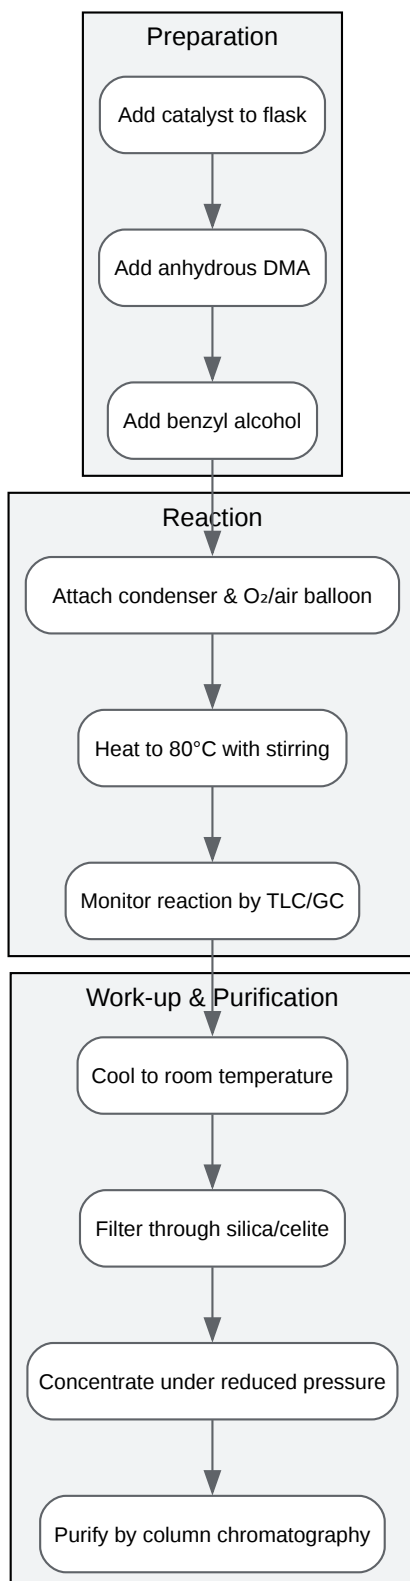 Preparation
Add catalyst to flask
Add anhydrous DMA
Add benzyl alcohol
Reaction
Attach condenser & O₂/air balloon
Heat to 80°C with stirring
Monitor reaction by TLC/GC
Work-up & Purification
Cool to room temperature
Filter through silica/celite
Concentrate under reduced pressure
Purify by column chromatography